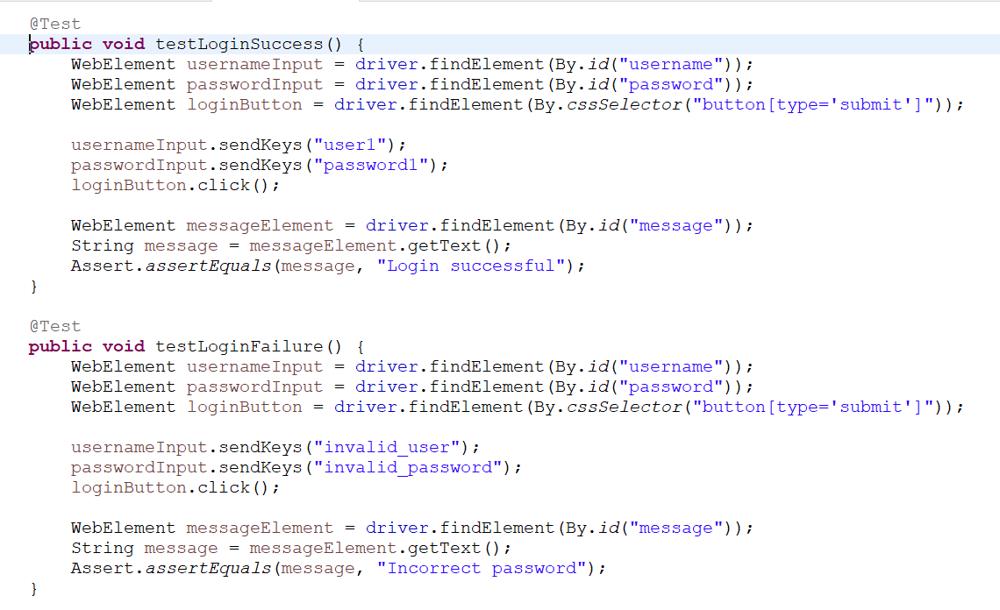 @Test
public void testLoginSuccess() {
    WebElement usernameInput = driver.findElement(By.id("username"));
    WebElement passwordInput = driver.findElement(By.id("password"));
    WebElement loginButton = driver.findElement(By.cssSelector("button[type='submit']"));

    usernameInput.sendKeys("user1");
    passwordInput.sendKeys("password1");
    loginButton.click();

    WebElement messageElement = driver.findElement(By.id("message"));
    String message = messageElement.getText();
    Assert.assertEquals(message, "Login successful");
}

@Test
public void testLoginFailure() {
    WebElement usernameInput = driver.findElement(By.id("username"));
    WebElement passwordInput = driver.findElement(By.id("password"));
    WebElement loginButton = driver.findElement(By.cssSelector("button[type='submit']"));

    usernameInput.sendKeys("invalid_user");
    passwordInput.sendKeys("invalid_password");
    loginButton.click();

    WebElement messageElement = driver.findElement(By.id("message"));
    String message = messageElement.getText();
    Assert.assertEquals(message, "Incorrect password");
}